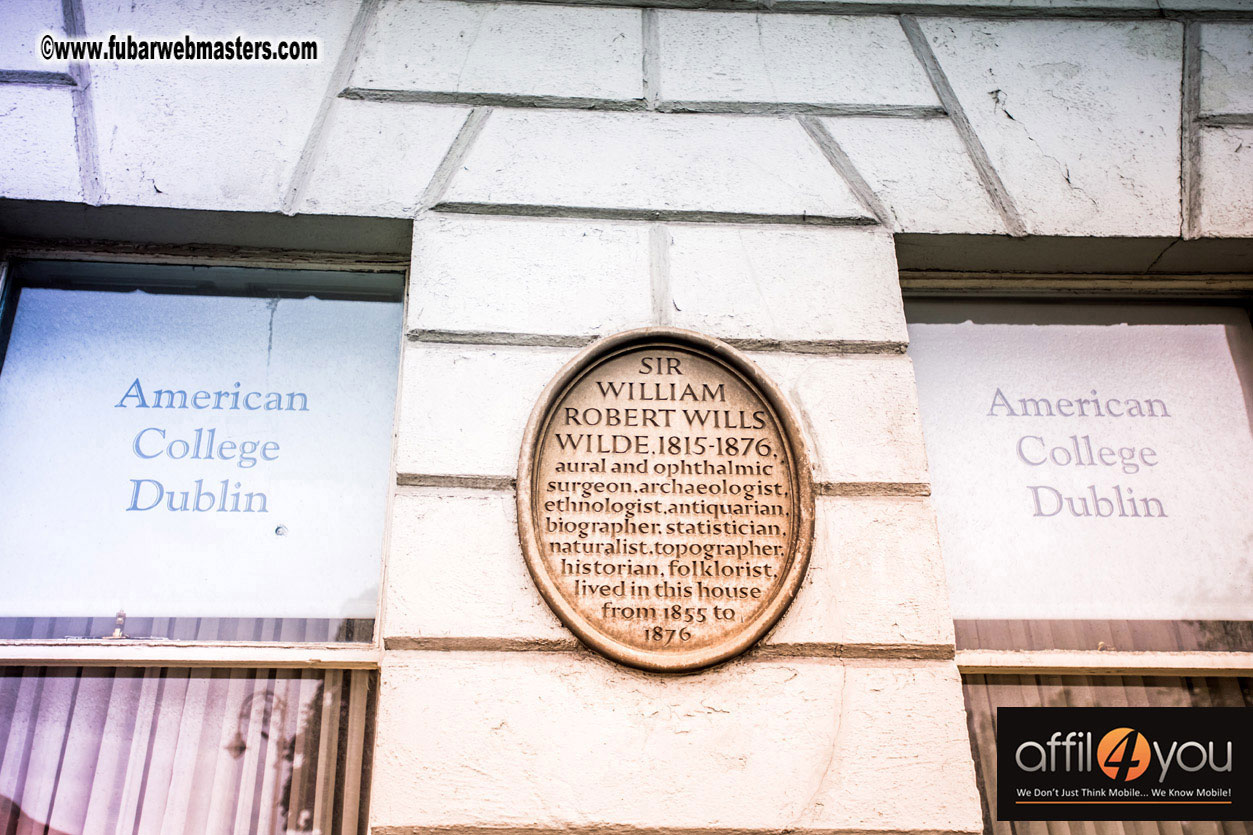 ©www.fubarwebmasters.com
American
College
Dublin
SIR
WILLIAM
ROBERT WILLS
WILDE, 1815-1876,
aural and ophthalmic
surgeon, archaeologist,
ethnologist, antiquarian,
biographer, statistician,
naturalist, topographer,
historian, folklorist,
lived in this house
from 1855 to
1876
American
College
Dublin
affil4you
We Don't Just Think Mobile... We Know Mobile!